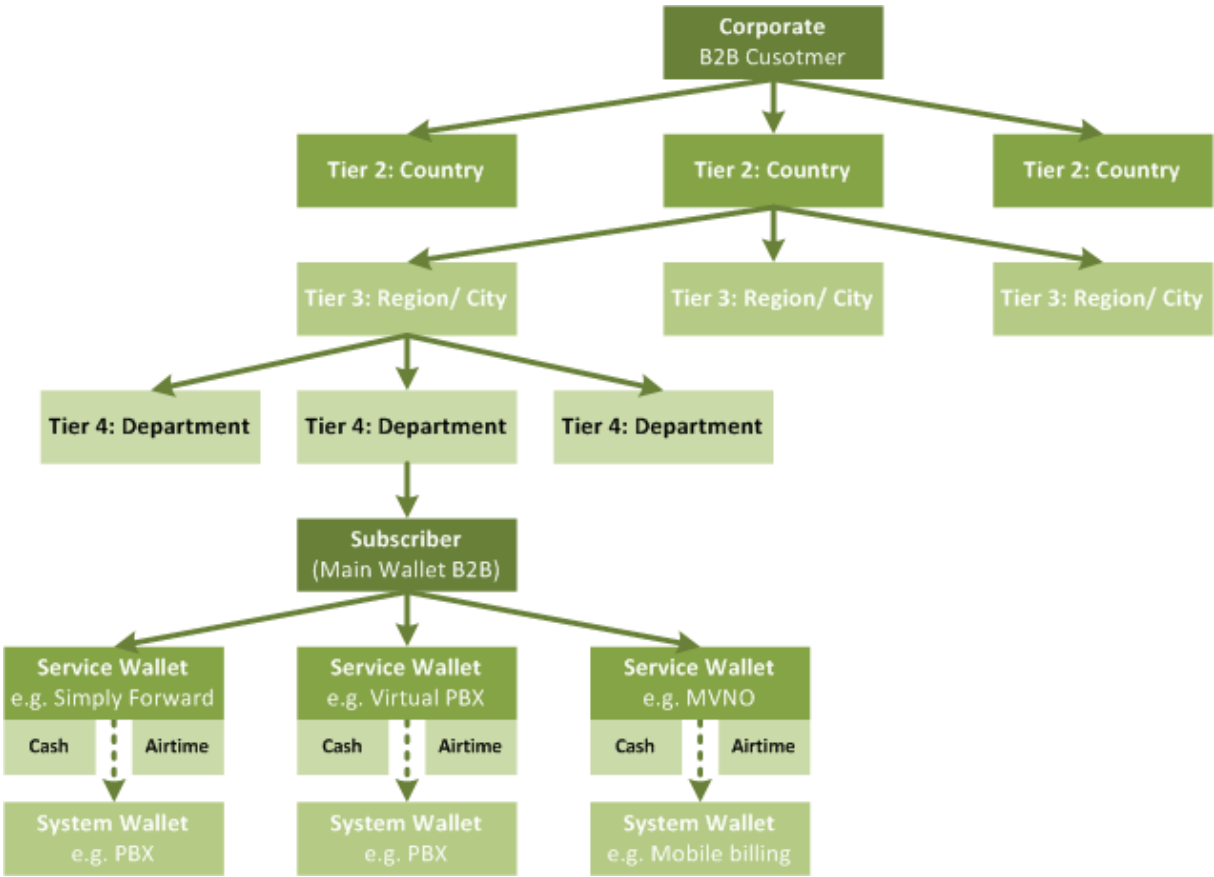 Corporate
B2B Cusotmer
Tier 2: Country
Tier 2: Country
Tier 2: Country
Tier 3: Region/ City
Tier 3: Region/ City
Tier 3: Region/ City
Tier 4: Department
Tier 4: Department
Tier 4: Department
Subscriber
(Main Wallet B2B)
Service Wallet
e.g. Simply Forward
Cash
Airtime
Service Wallet
e.g. Virtual PBX
Cash
Airtime
Service Wallet
e.g. MVNO
Cash
Airtime
System Wallet
e.g. PBX
System Wallet
e.g. PBX
System Wallet
e.g. Mobile billing